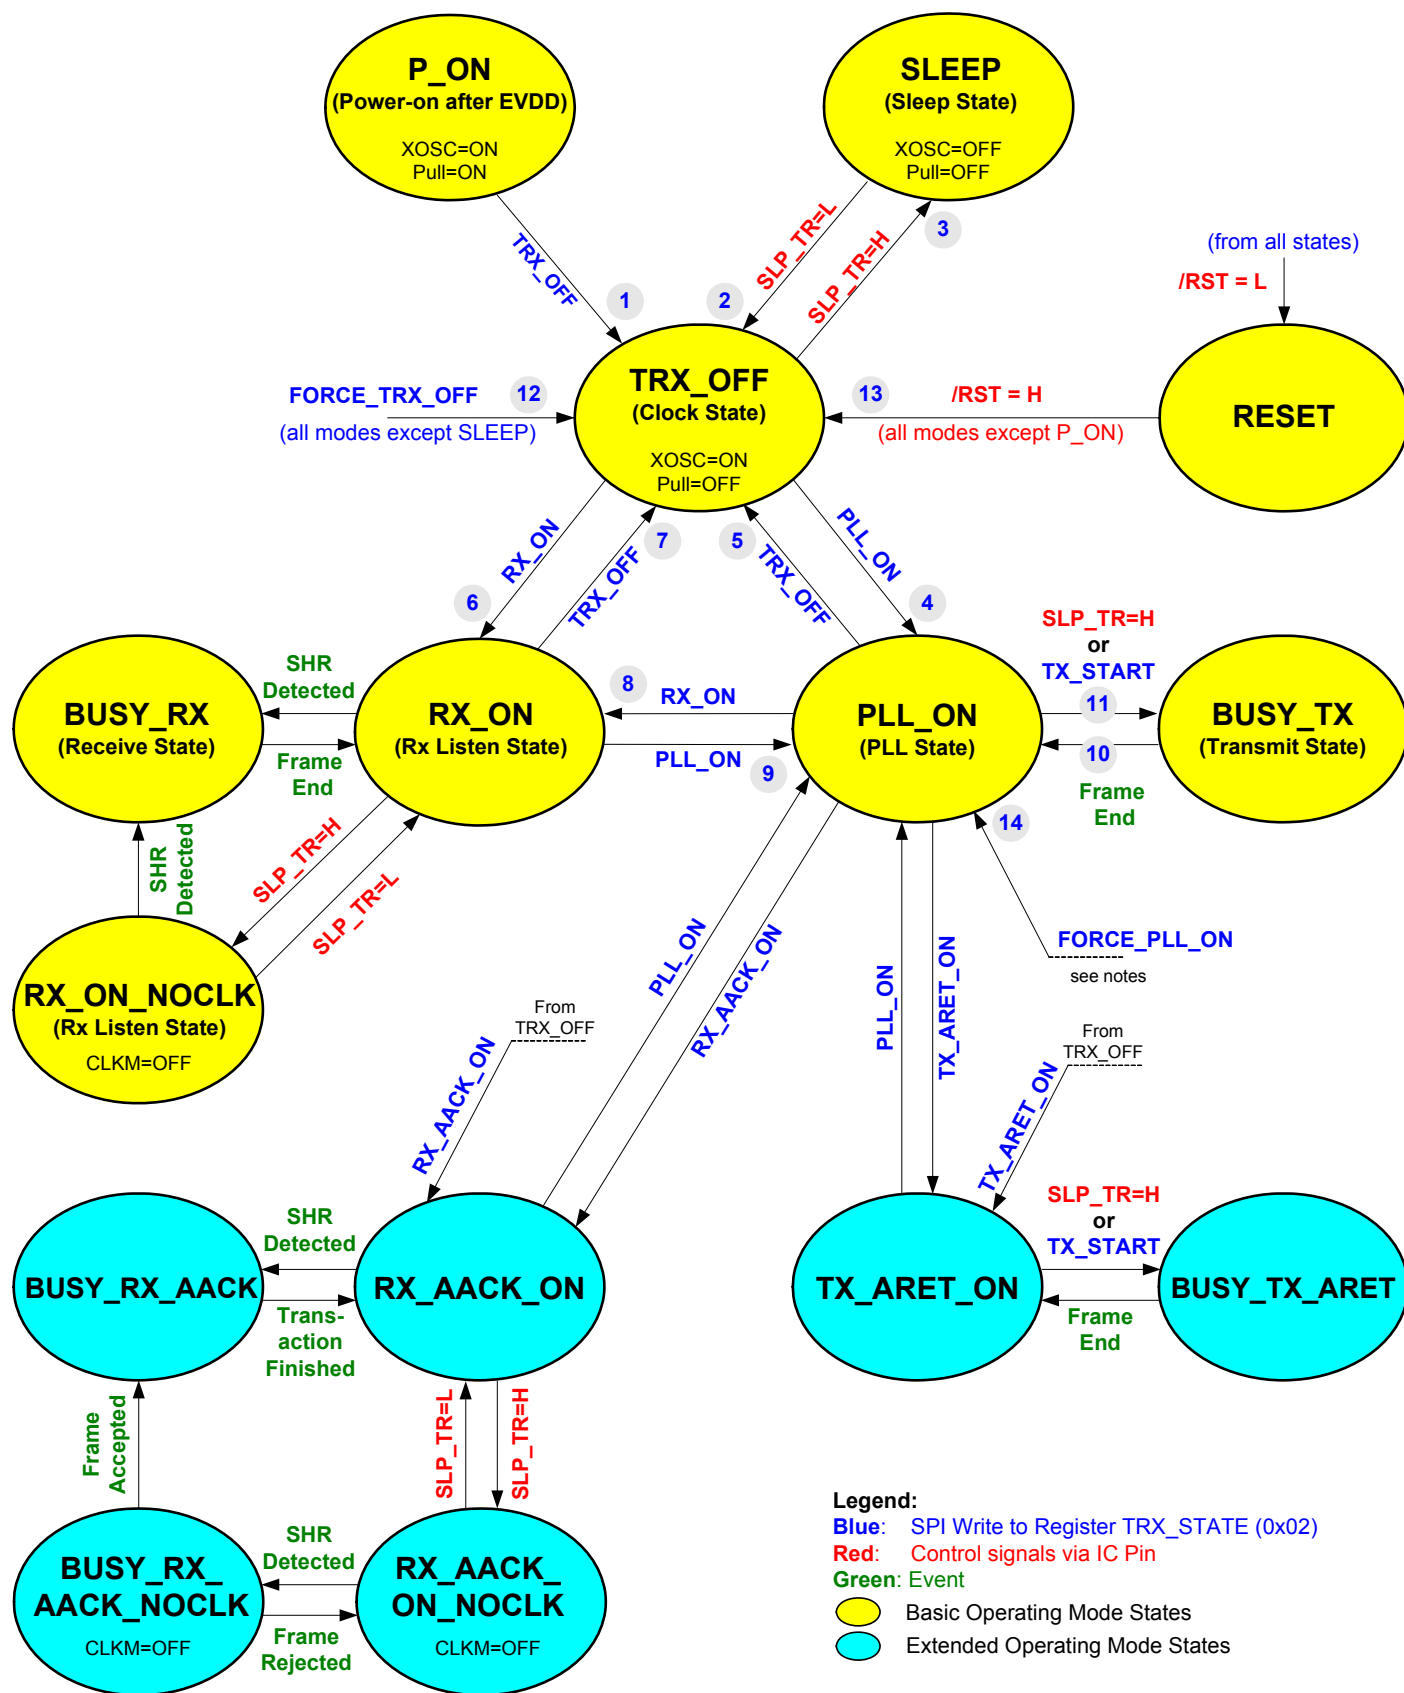 P_ON
(Power-on after EVDD)
XOSC=ON
Pull=ON
SLEEP
(Sleep State)
XOSC=OFF
Pull=OFF
TRX_OFF
1
2
SLP_TR=L
SLP_TR=H
3
(from all states)
/RST = L
FORCE_TRX_OFF
12
(all modes except SLEEP)
TRX_OFF
(Clock State)
XOSC=ON
Pull=OFF
13
/RST = H
(all modes except P_ON)
RESET
RX_ON
6
7
TRX_OFF
5
TRX_OFF
PLL_ON
4
SHR
Detected
BUSY_RX
(Receive State)
Frame
End
RX_ON
(Rx Listen State)
8
RX_ON
PLL_ON
9
PLL_ON
(PLL State)
SLP_TR=H
or
TX_START
11
10
Frame
End
BUSY_TX
(Transmit State)
14
SHR
Detected
SLP_TR=H
SLP_TR=L
RX_ON_NOCLK
(Rx Listen State)
CLKM=OFF
PLL_ON
RX_AACK_ON
PLL_ON
TX_ARET_ON
FORCE_PLL_ON
see notes
From
TRX_OFF
RX_AACK_ON
From
TRX_OFF
TX_ARET_ON
BUSY_RX_AACK
SHR
Detected
Trans-
action
Finished
RX_AACK_ON
TX_ARET_ON
SLP_TR=H
or
TX_START
Frame
End
BUSY_TX_ARET
Frame
Accepted
SLP_TR=L
SLP_TR=H
BUSY_RX_
AACK_NOCLK
CLKM=OFF
SHR
Detected
Frame
Rejected
RX_AACK_
ON_NOCLK
CLKM=OFF
Legend:
Blue: SPI Write to Register TRX_STATE (0x02)
Red: Control signals via IC Pin
Green: Event
Basic Operating Mode States
Extended Operating Mode States